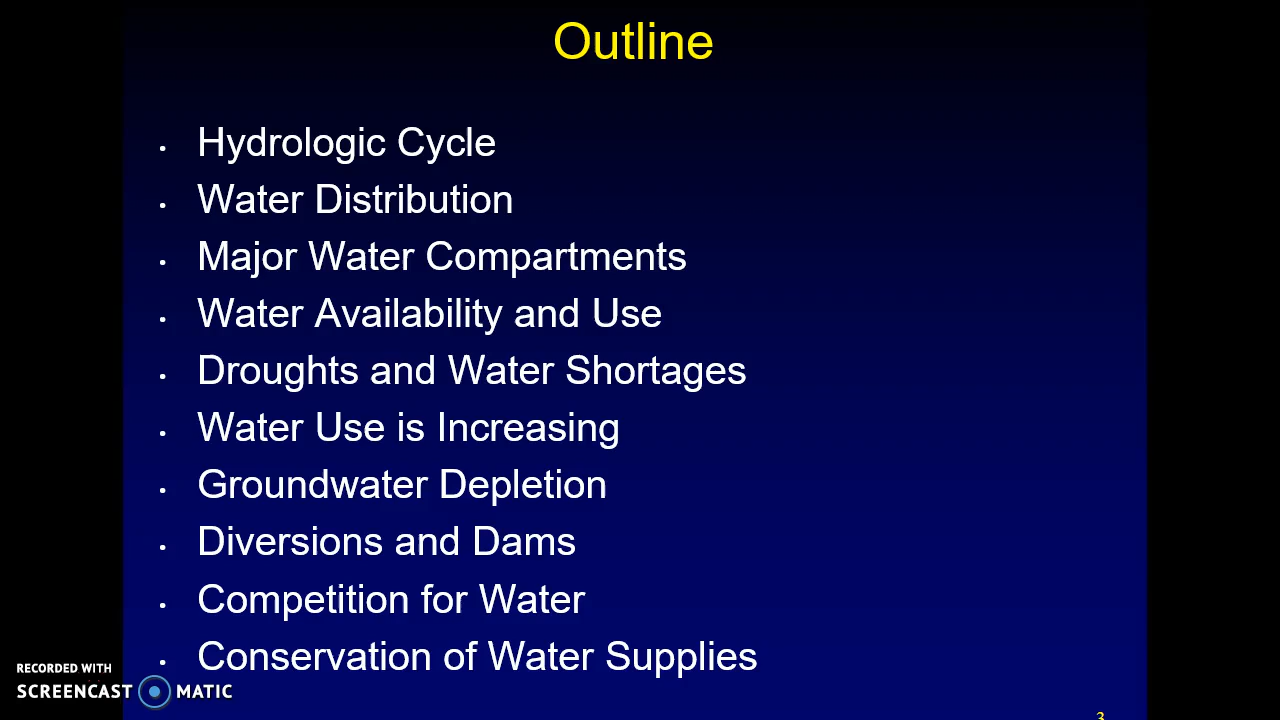 Outline
• Hydrologic Cycle
• Water Distribution
• Major Water Compartments
• Water Availability and Use
• Droughts and Water Shortages
• Water Use is Increasing
• Groundwater Depletion
• Diversions and Dams
• Competition for Water
• Conservation of Water Supplies
RECORDED WITH
SCREENCAST MATIC
3